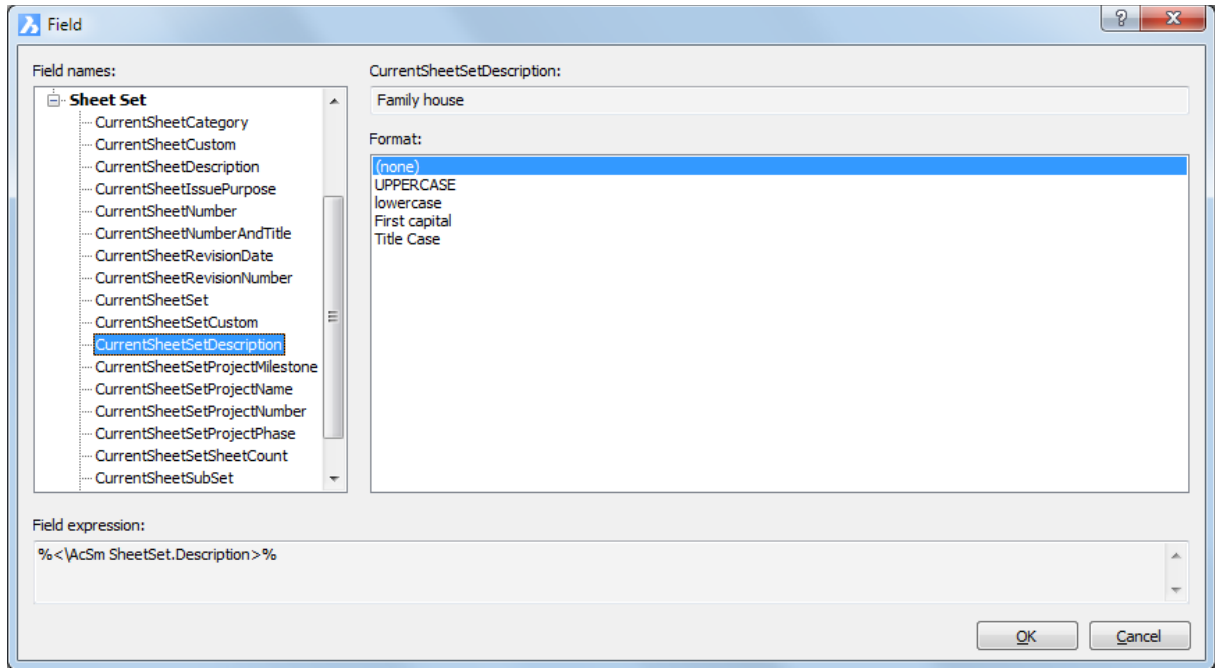 Field
Field names:
Sheet Set
CurrentSheetCategory
CurrentSheetCustom
CurrentSheetDescription
CurrentSheetIssuePurpose
CurrentSheetNumber
CurrentSheetNumberAndTitle
CurrentSheetRevisionDate
CurrentSheetRevisionNumber
CurrentSheetSet
CurrentSheetSetCustom
CurrentSheetSetDescription
CurrentSheetSetProjectMilestone
CurrentSheetSetProjectName
CurrentSheetSetProjectNumber
CurrentSheetSetProjectPhase
CurrentSheetSetSheetCount
CurrentSheetSubSet
CurrentSheetSetDescription:
Family house
Format:
(none)
UPPERCASE
lowercase
First capital
Title Case
Field expression:
%<\AcSm SheetSet.Description>%
OK
Cancel